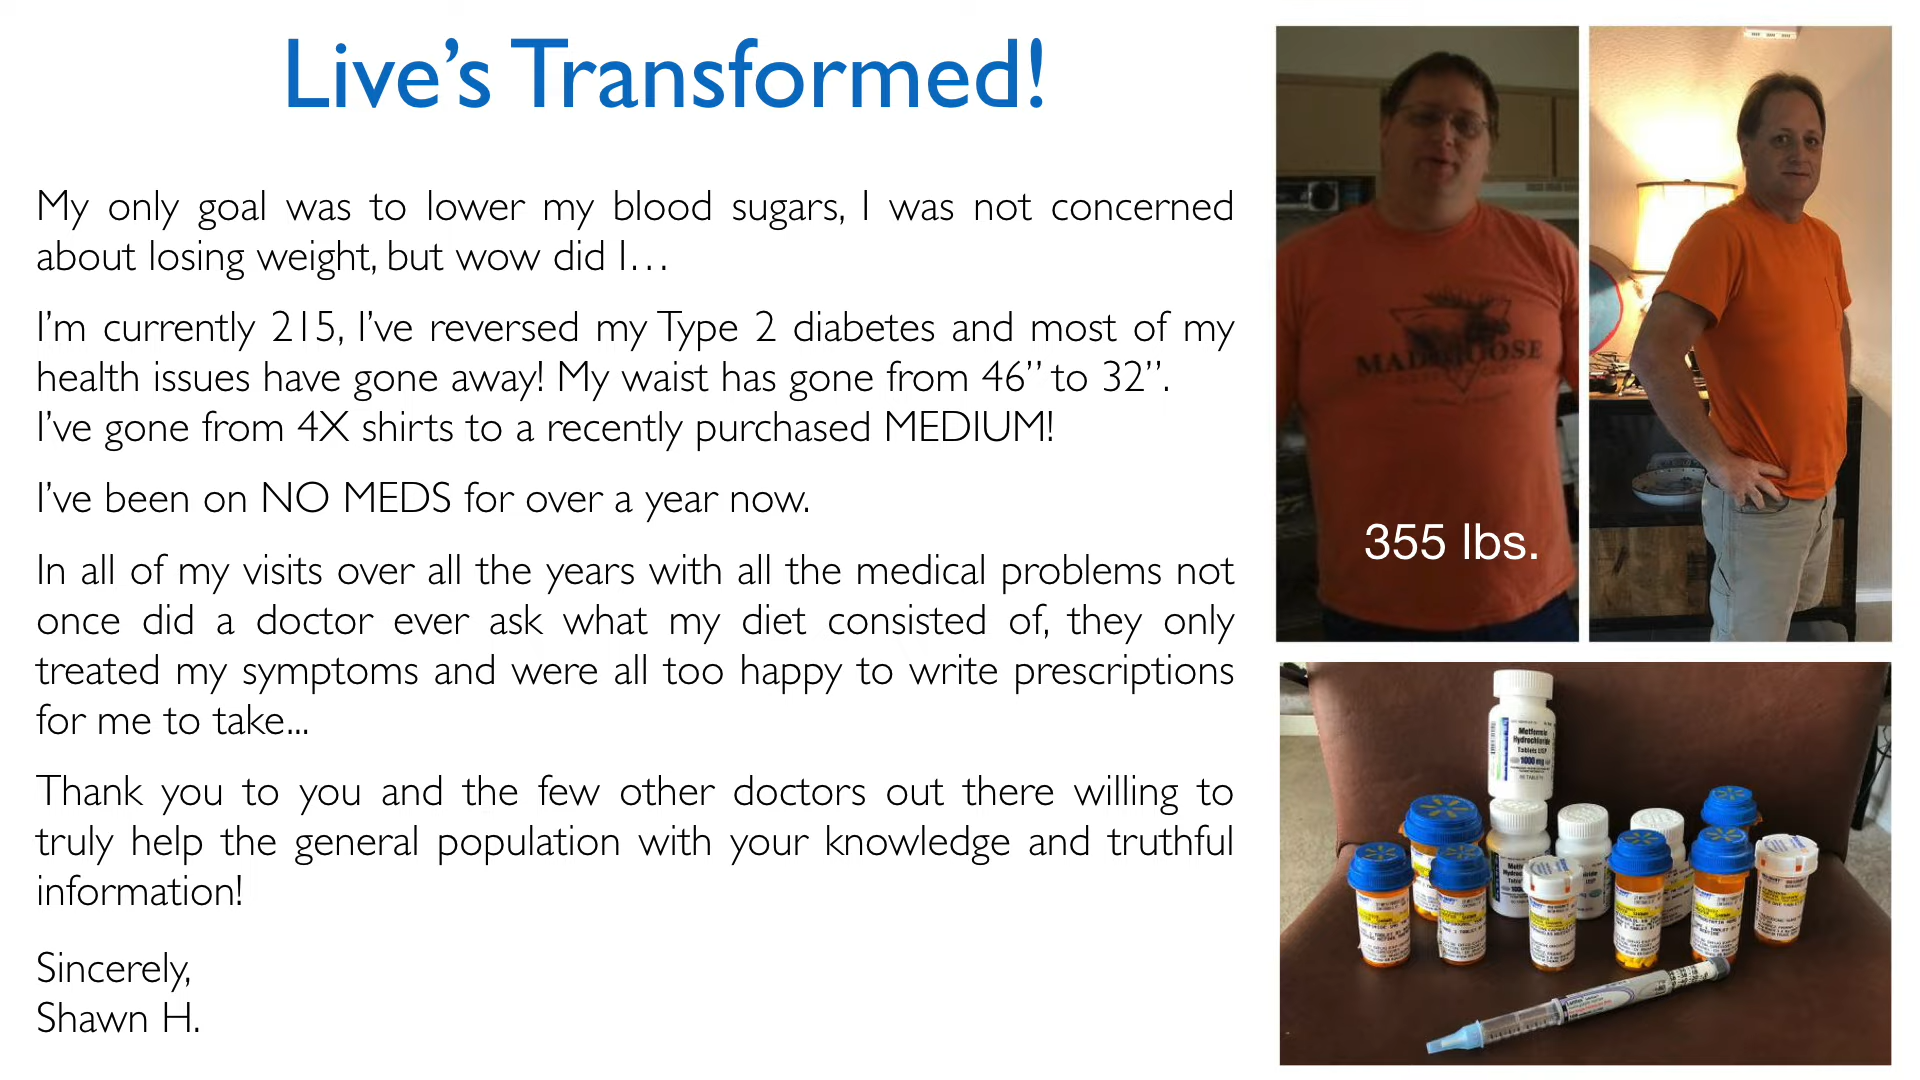 Live’s Transformed!
My only goal was to lower my blood sugars, I was not concerned
about losing weight, but wow did I…
I’m currently 215, I’ve reversed my Type 2 diabetes and most of my
health issues have gone away! My waist has gone from 46” to 32”.
I’ve gone from 4X shirts to a recently purchased MEDIUM!
I’ve been on NO MEDS for over a year now.
In all of my visits over all the years with all the medical problems not
once did a doctor ever ask what my diet consisted of, they only
treated my symptoms and were all too happy to write prescriptions
for me to take...
Thank you to you and the few other doctors out there willing to
truly help the general population with your knowledge and truthful
information!
Sincerely,
Shawn H.
355 lbs.
Metformin
Hydrochloride
Tablets USP
1000 mg